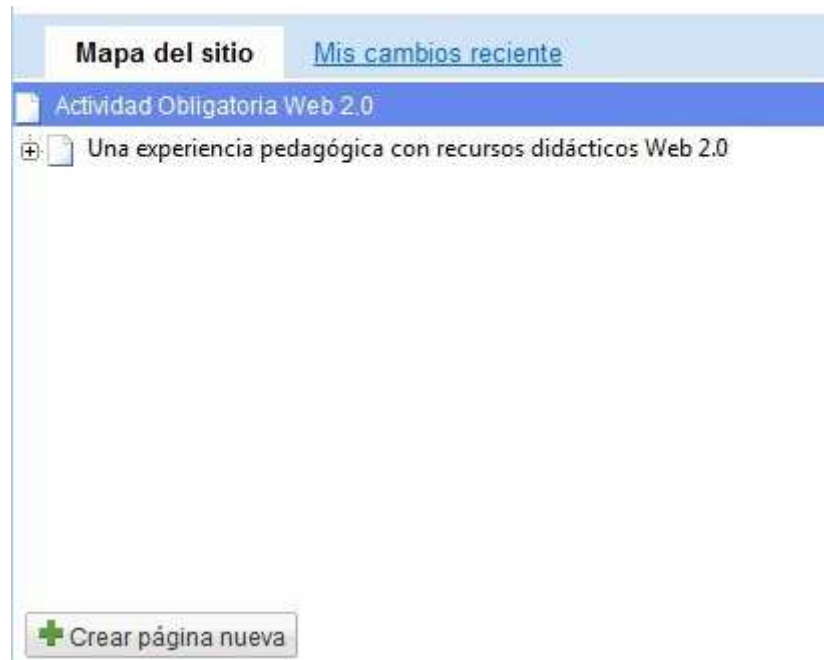 Mapa del sitio Mis cambios reciente
Actividad Obligatoria Web 2.0
Una experiencia pedagógica con recursos didácticos Web 2.0
Crear página nueva